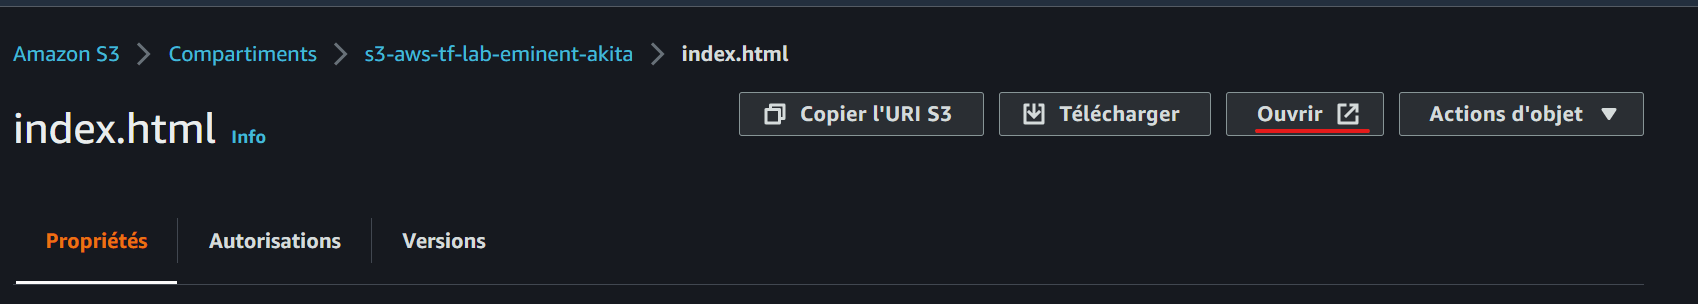 Amazon S3 > Compartiments > s3-aws-tf-lab-eminent-akita > index.html
index.html Info
Copier l'URI S3 Télécharger Ouvrir Actions d'objet
Propriétés Autorisations Versions